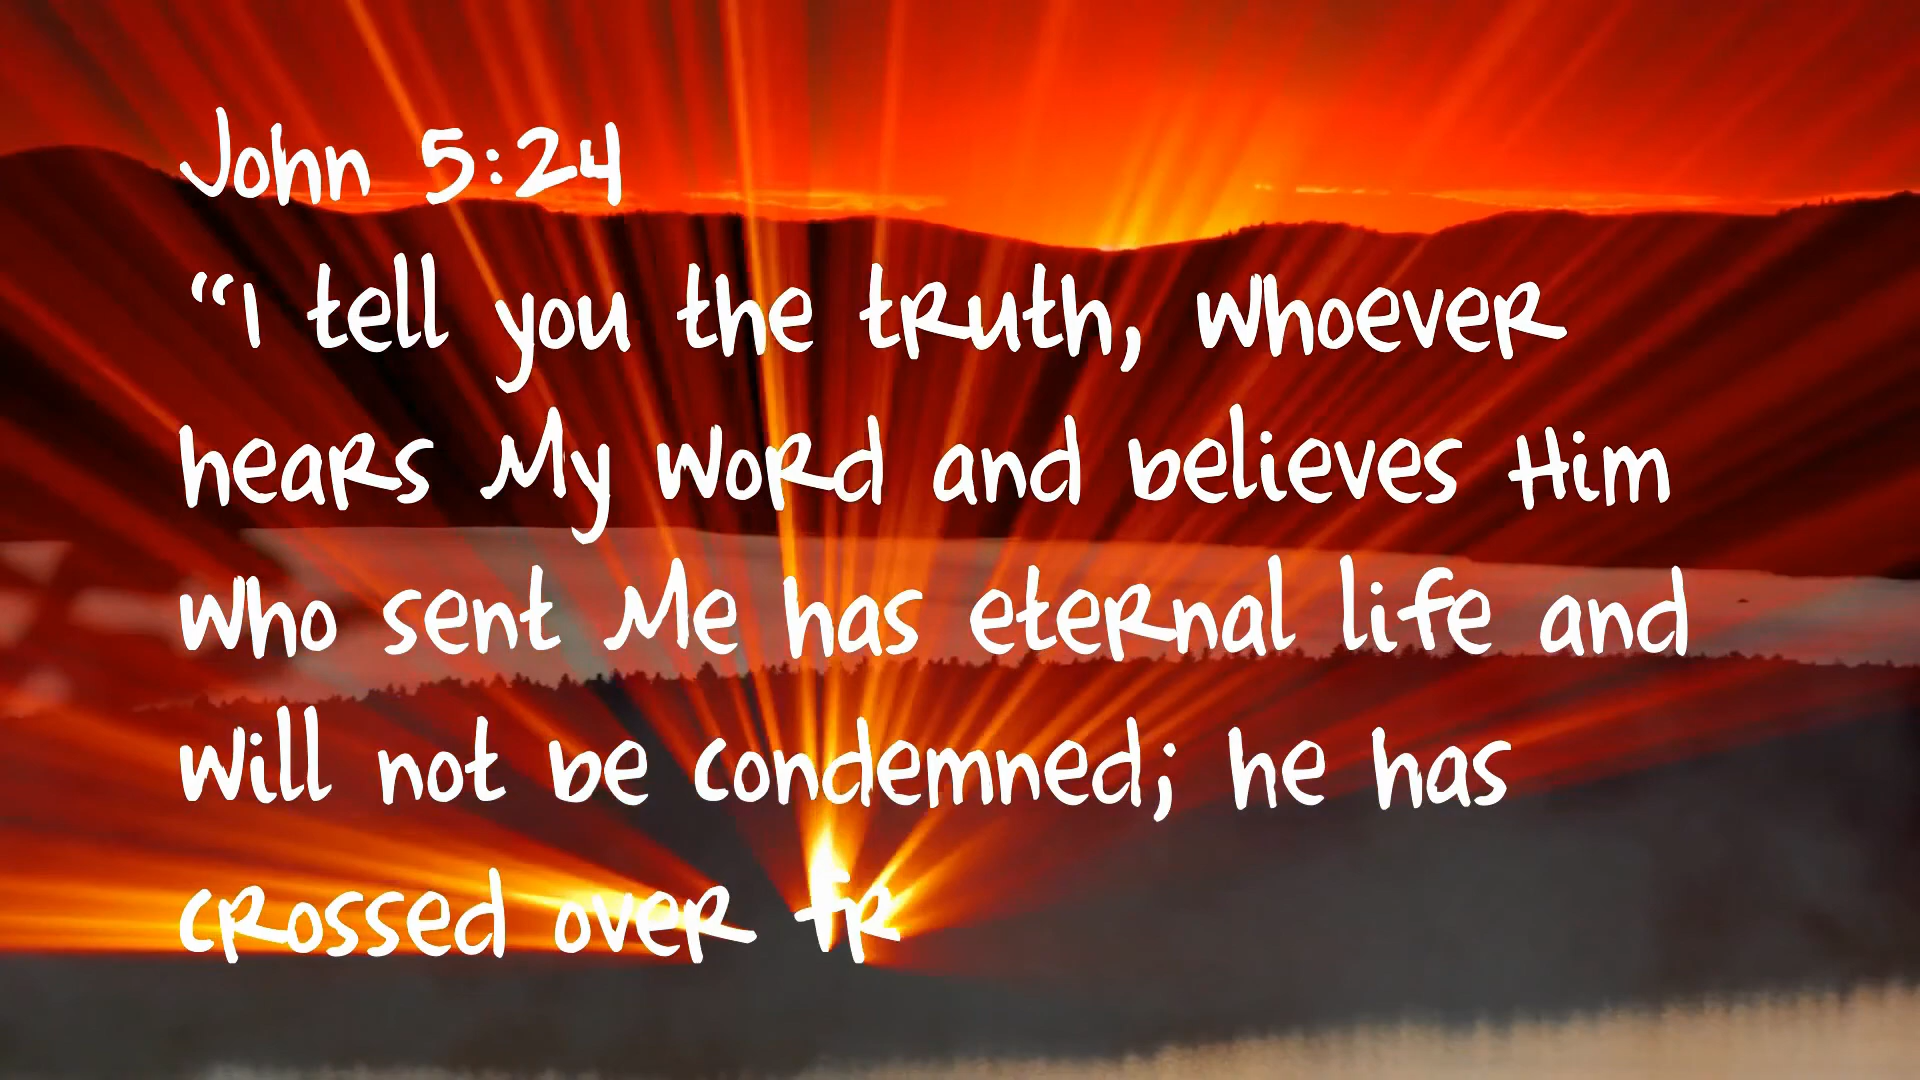 John 5:24
“I tell you the truth, whoever
hears My word and believes Him
who sent Me has eternal life and
will not be condemned; he has
crossed over fr